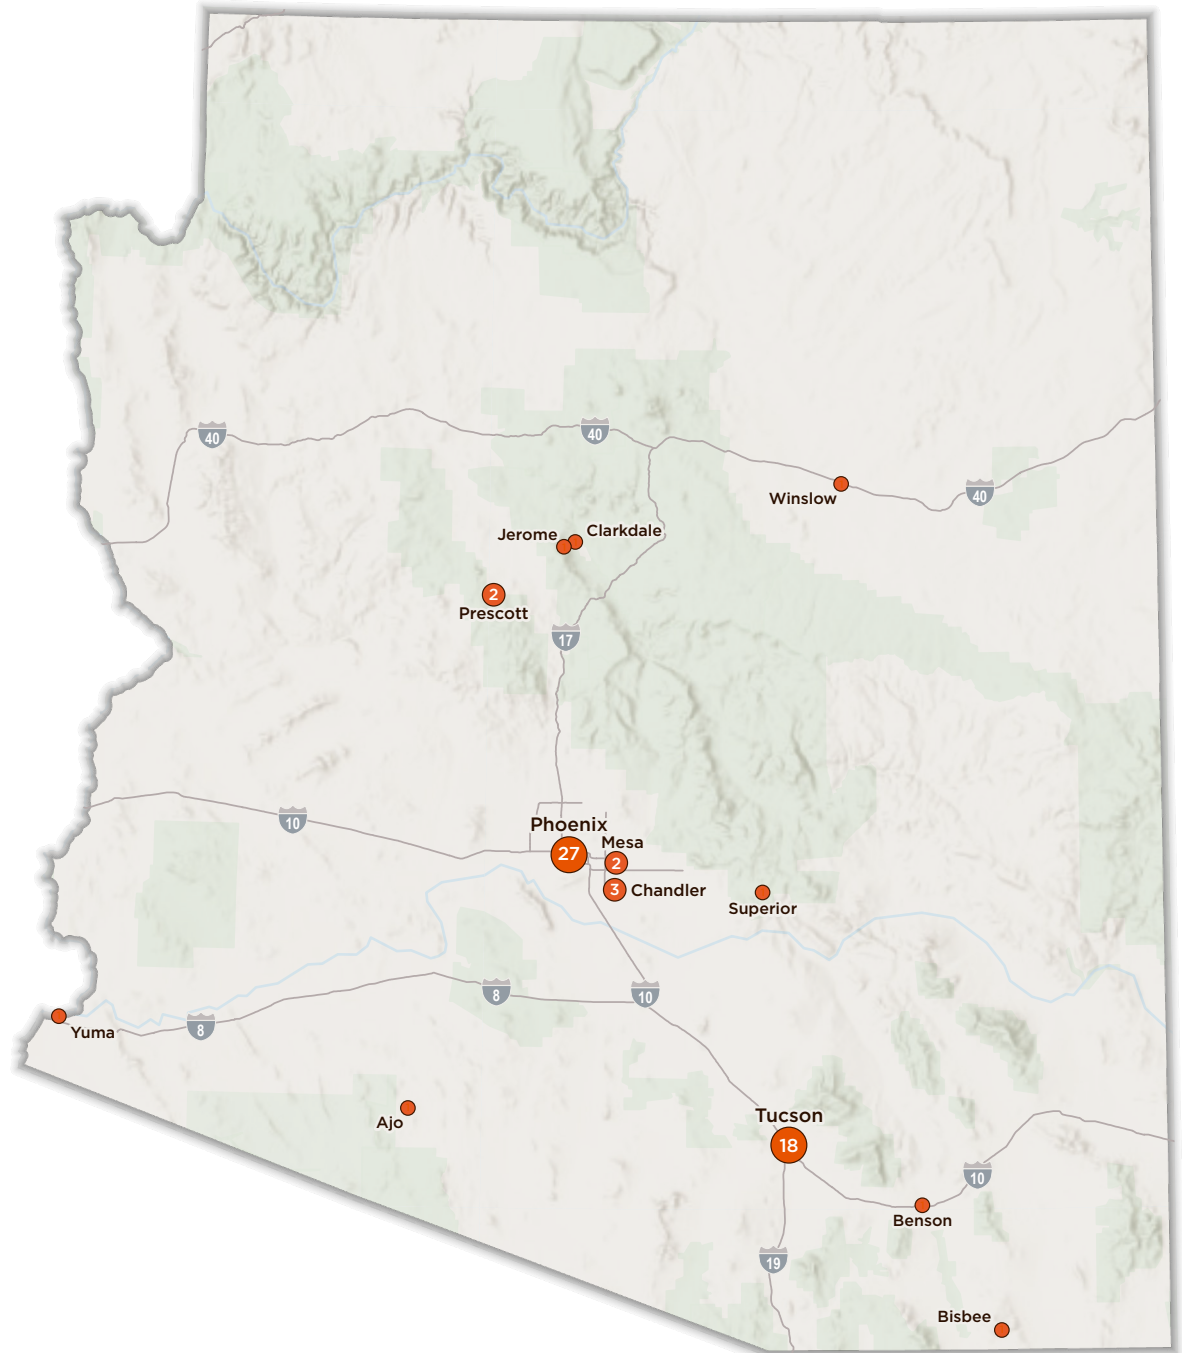 40
40
40
Winslow
Jerome
Clarkdale
2
Prescott
17
10
Phoenix
27
Mesa
2
3
Chandler
Superior
8
10
Yuma
8
Ajo
Tucson
18
10
Benson
19
Bisbee